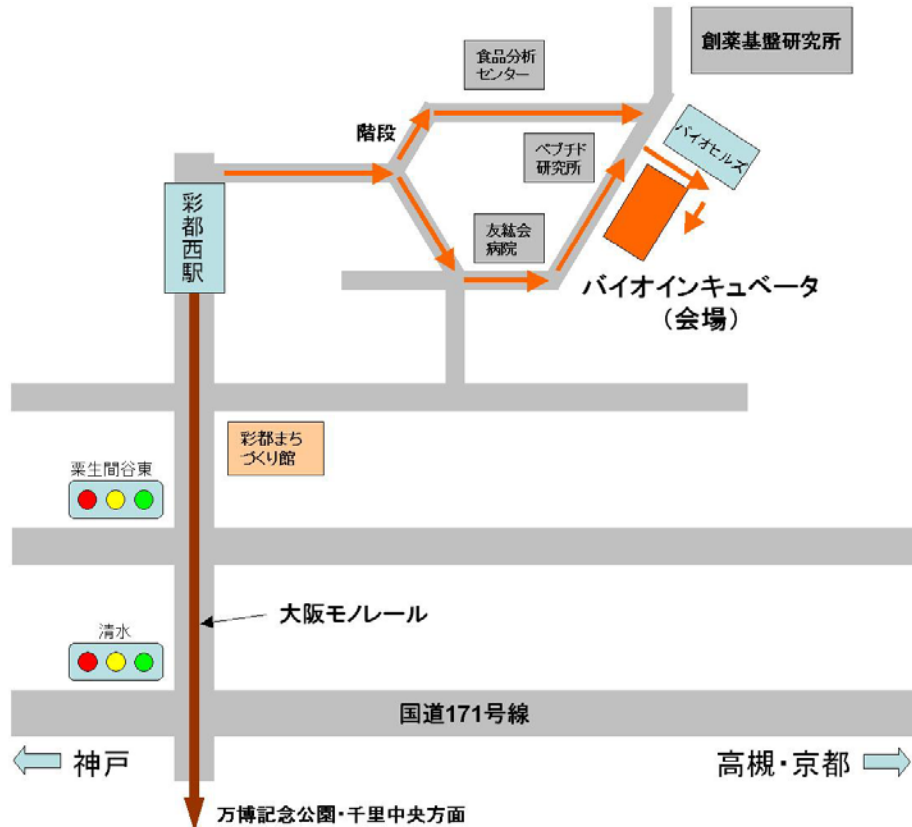 創薬基盤研究所
食品分析
センター
階段
バイオヒルズ
ペプチド
研究所
彩都西駅
友紘会
病院
バイオインキュベータ
（会場）
彩都まち
づくり館
粟生間谷東
大阪モノレール
清水
国道171号線
神戸
高槻・京都
万博記念公園・千里中央方面